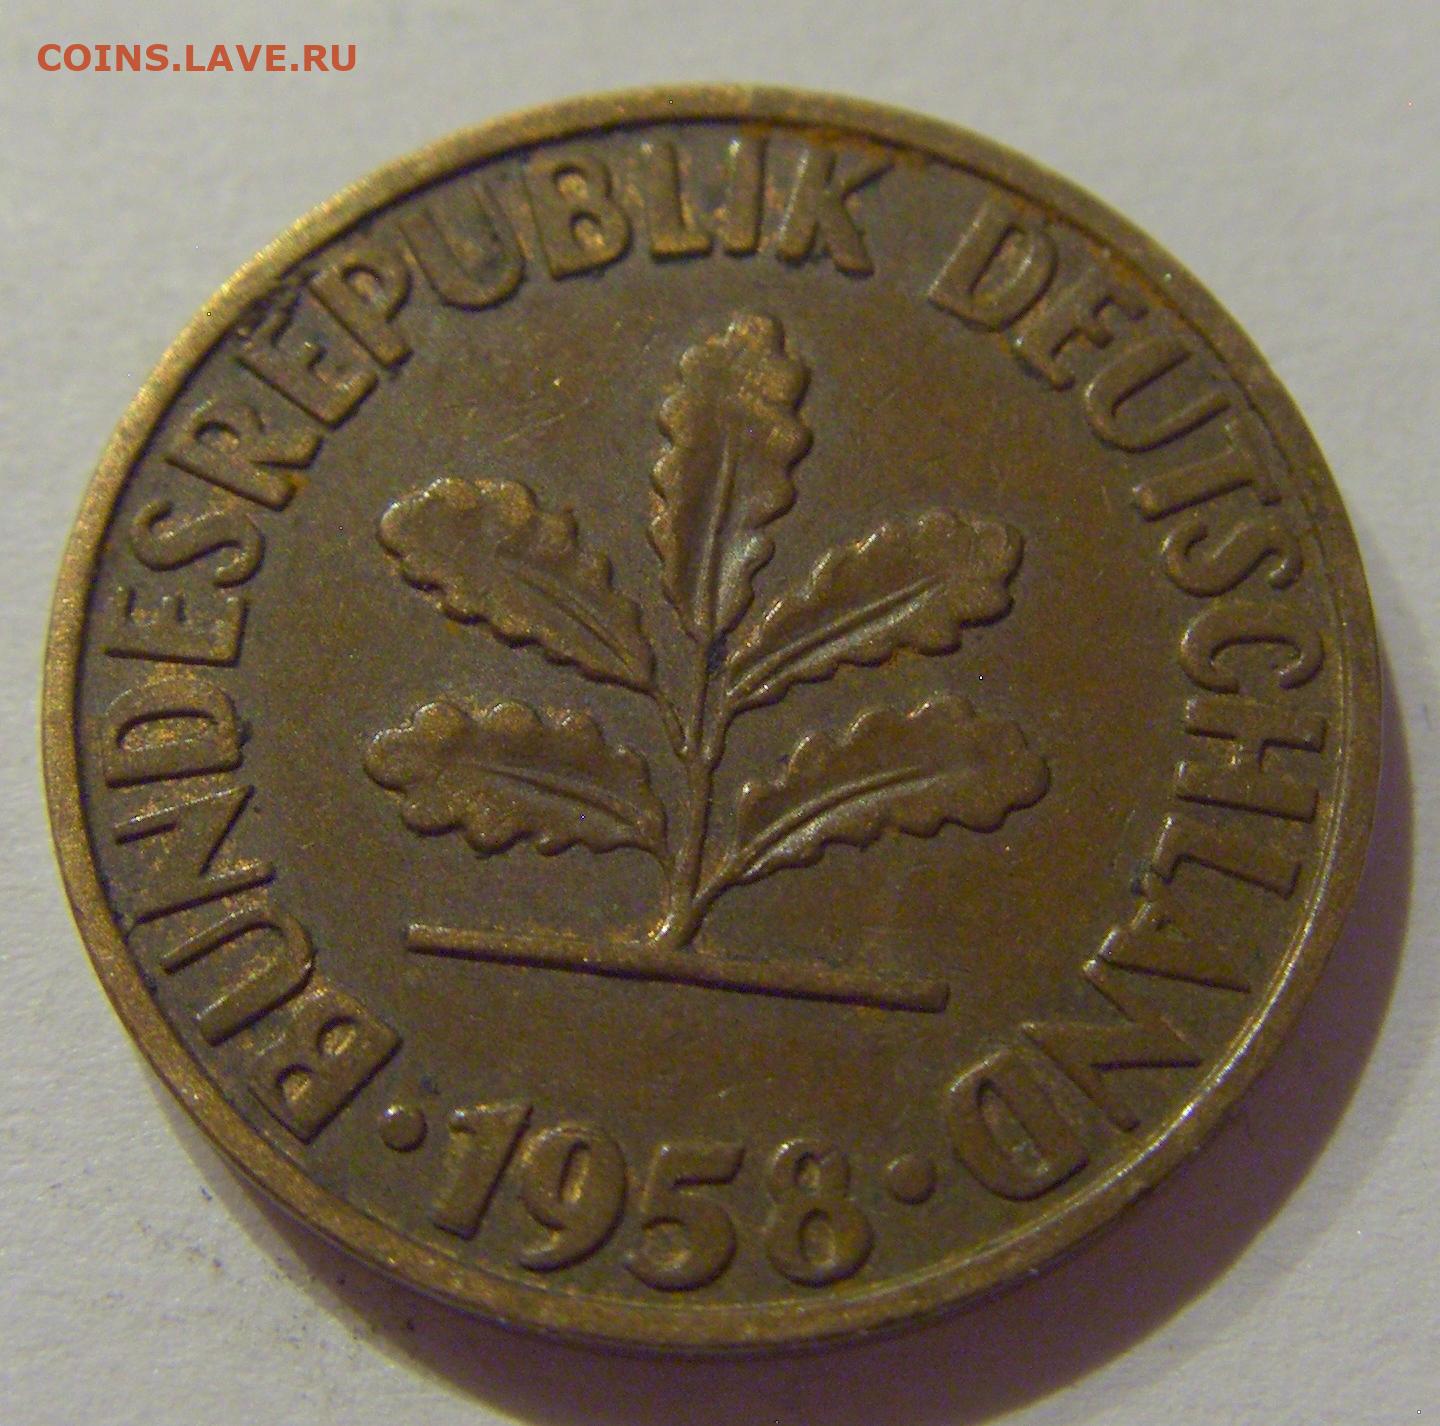 COINS.LAVE.RU
BUNDESREPUBLIK DEUTSCHLAND
· 1958 ·